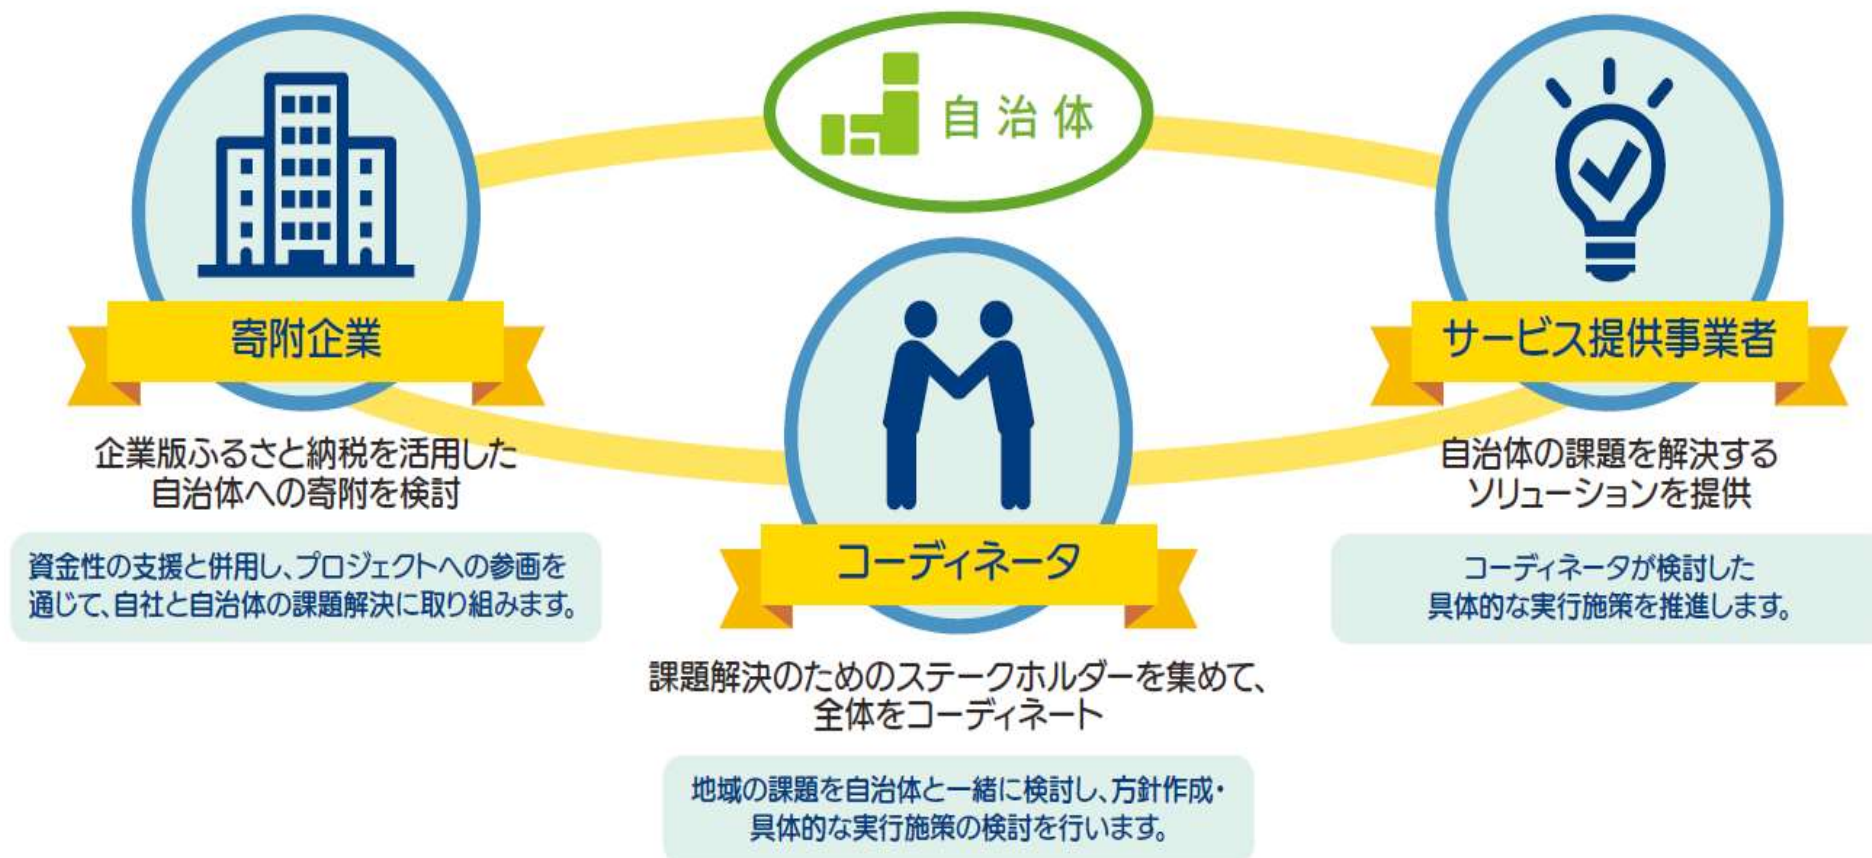 自治体
寄附企業
企業版ふるさと納税を活用した
自治体への寄附を検討
資金性の支援と併用し、プロジェクトへの参画を
通じて、自社と自治体の課題解決に取り組みます。
コーディネータ
課題解決のためのステークホルダーを集めて、
全体をコーディネート
地域の課題を自治体と一緒に検討し、方針作成・
具体的な実行施策の検討を行います。
サービス提供事業者
自治体の課題を解決する
ソリューションを提供
コーディネータが検討した
具体的な実行施策を推進します。